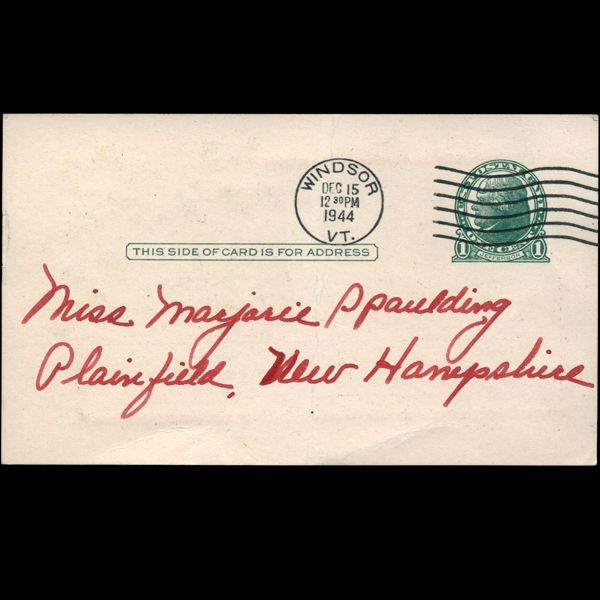 WINDSOR
DEC 15
12 30 PM
1944
VT.
U.S. POSTAGE
1 JEFFERSON 1
THIS SIDE OF CARD IS FOR ADDRESS
Miss Marjorie Spaulding
Plainfield, New Hampshire